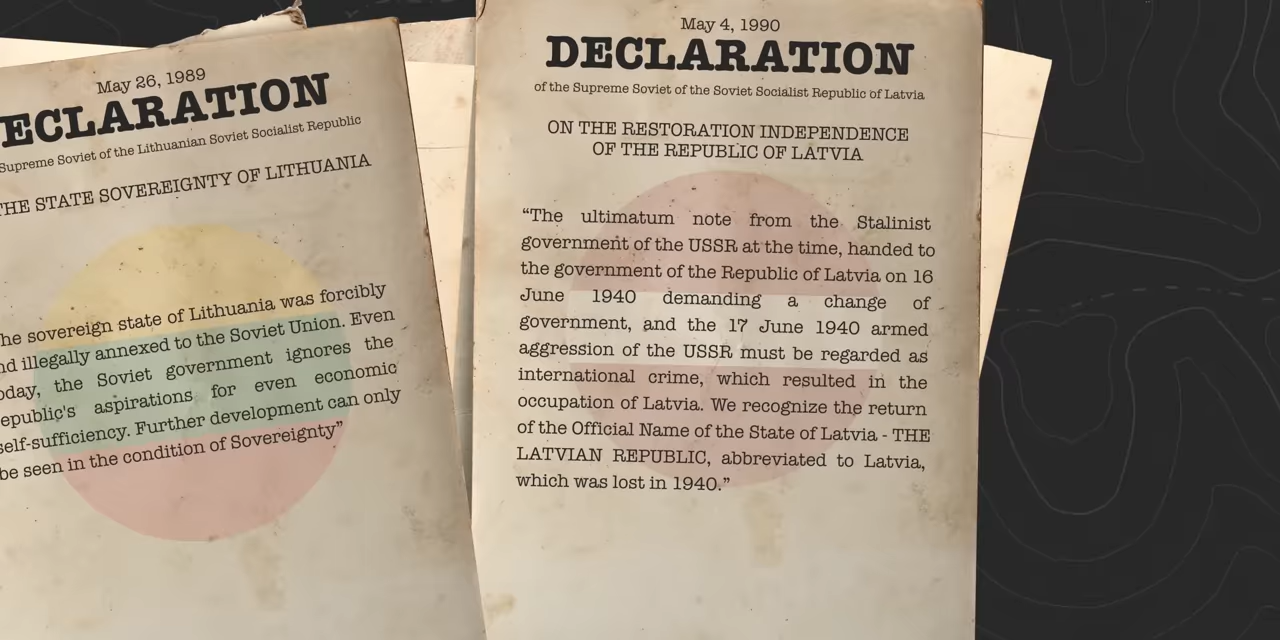 May 26, 1989
ECLARATION
Supreme Soviet of the Lithuanian Soviet Socialist Republic
THE STATE SOVEREIGNTY OF LITHUANIA
he sovereign state of Lithuania was forcibly
nd illegally annexed to the Soviet Union. Even
oday, the Soviet government ignores the
epublic's aspirations for even economic
self-sufficiency. Further development can only
be seen in the condition of Sovereignty”
May 4, 1990
DECLARATION
of the Supreme Soviet of the Soviet Socialist Republic of Latvia
ON THE RESTORATION INDEPENDENCE
OF THE REPUBLIC OF LATVIA
“The ultimatum note from the Stalinist
government of the USSR at the time, handed to
the government of the Republic of Latvia on 16
June 1940 demanding a change of
government, and the 17 June 1940 armed
aggression of the USSR must be regarded as
international crime, which resulted in the
occupation of Latvia. We recognize the return
of the Official Name of the State of Latvia - THE
LATVIAN REPUBLIC, abbreviated to Latvia,
which was lost in 1940.”